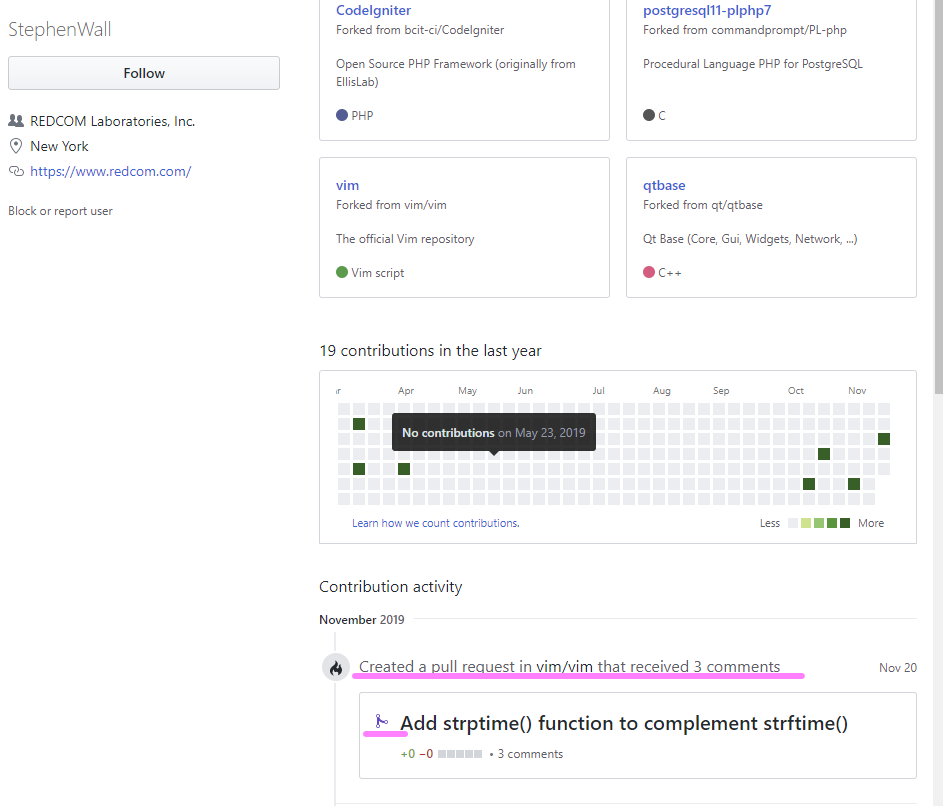 StephenWall
Follow
REDCOM Laboratories, Inc.
New York
https://www.redcom.com/
Block or report user
CodeIgniter
Forked from bcit-ci/CodeIgniter
Open Source PHP Framework (originally from
EllisLab)
PHP
postgresql11-plphp7
Forked from commandprompt/PL-php
Procedural Language PHP for PostgreSQL
C
vim
Forked from vim/vim
The official Vim repository
Vim script
qtbase
Forked from qt/qtbase
Qt Base (Core, Gui, Widgets, Network, ...)
C++
19 contributions in the last year
Apr May Jun Jul Aug Sep Oct Nov
No contributions on May 23, 2019
Learn how we count contributions.
Less More
Contribution activity
November 2019
Created a pull request in vim/vim that received 3 comments Nov 20
Add strptime() function to complement strftime()
+0 −0 • 3 comments